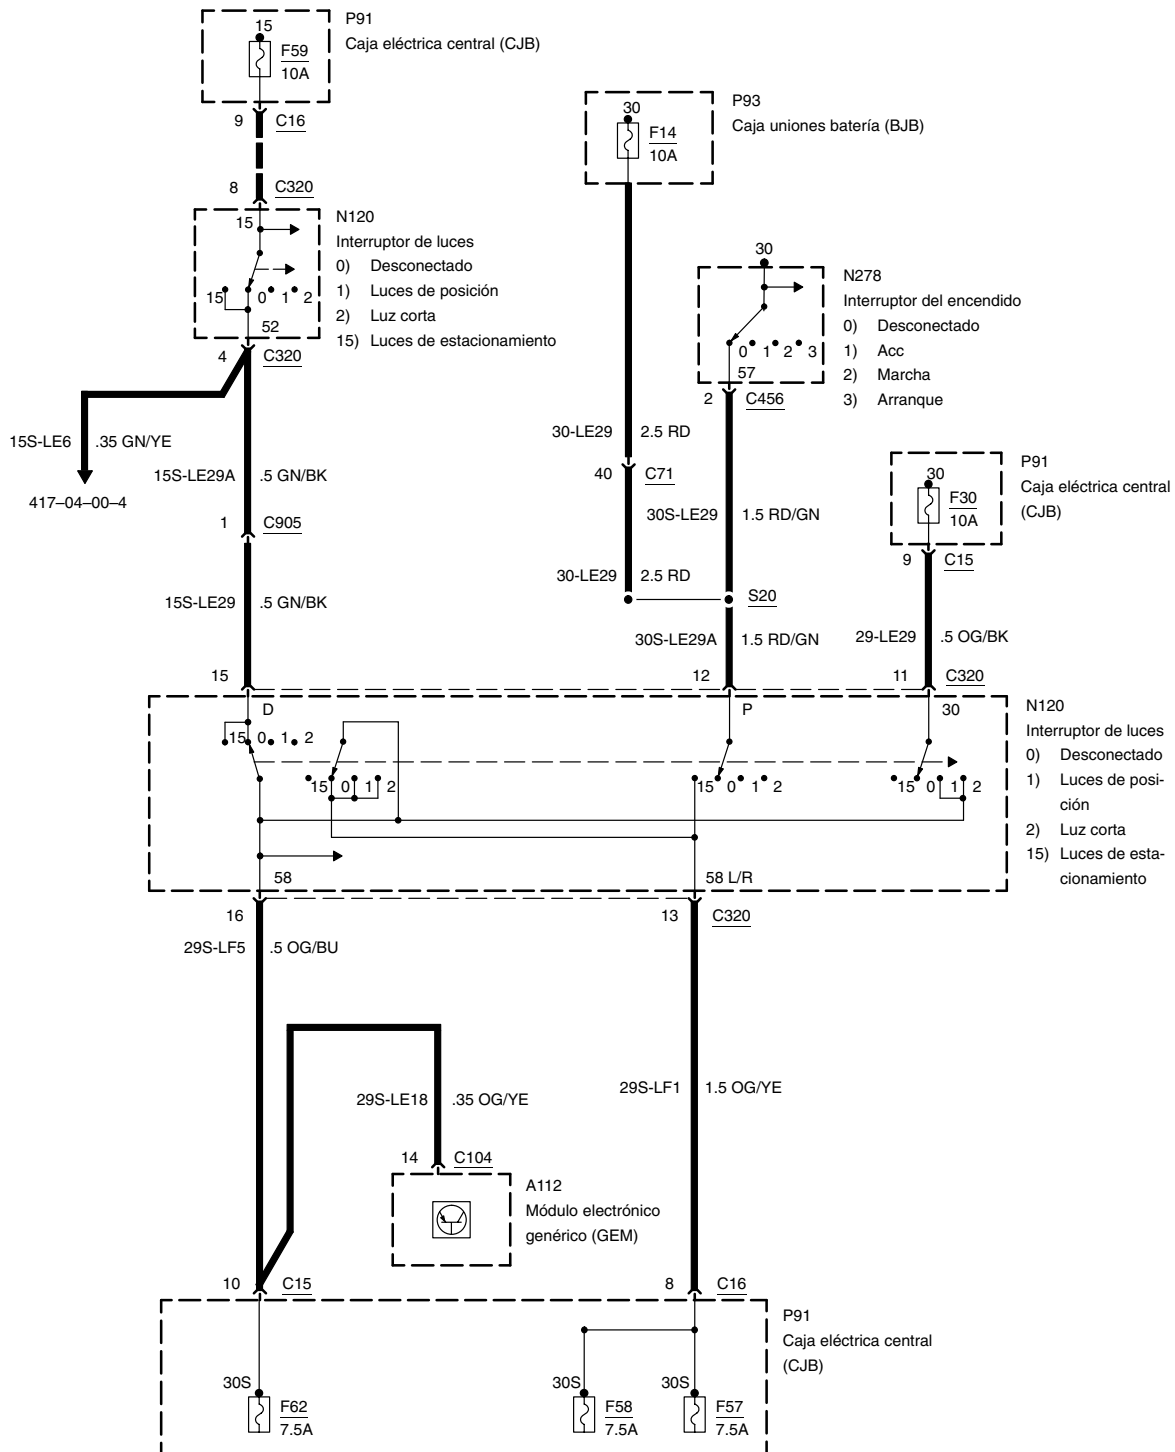 P91
Caja eléctrica central (CJB)
15
F59
10A
9 C16
8 C320
15
N120
Interruptor de luces
0) Desconectado
1) Luces de posición
2) Luz corta
15) Luces de estacionamiento
15 0 1 2
52
4 C320
15S-LE6 .35 GN/YE
417–04–00–4
15S-LE29A .5 GN/BK
1 C905
15S-LE29 .5 GN/BK
P93
Caja uniones batería (BJB)
30
F14
10A
30-LE29 2.5 RD
40 C71
30-LE29 2.5 RD
30
N278
Interruptor del encendido
0) Desconectado
1) Acc
2) Marcha
3) Arranque
0 1 2 3
57
2 C456
30S-LE29 1.5 RD/GN
S20
30S-LE29A 1.5 RD/GN
P91
Caja eléctrica central
(CJB)
30
F30
10A
9 C15
29-LE29 .5 OG/BK
15 12 11 C320
D P 30
N120
Interruptor de luces
0) Desconectado
1) Luces de posi-
ción
2) Luz corta
15) Luces de esta-
cionamiento
15 0 1 2
15 0 1 2
15 0 1 2
15 0 1 2
58 58 L/R
16 13 C320
29S-LF5 .5 OG/BU
29S-LE18 .35 OG/YE
29S-LF1 1.5 OG/YE
14 C104
A112
Módulo electrónico
genérico (GEM)
10 C15
8 C16
P91
Caja eléctrica central
(CJB)
30S
F62
7.5A
30S
F58
7.5A
30S
F57
7.5A